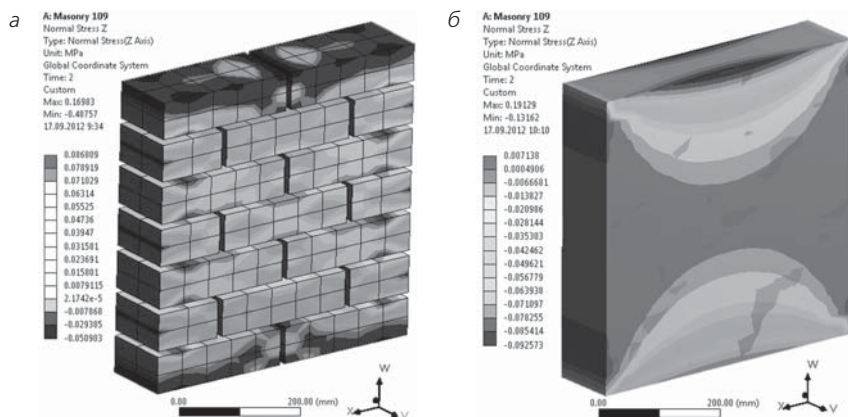 а
A: Masonry 109
Normal Stress Z
Type: Normal Stress(Z Axis)
Unit: MPa
Global Coordinate System
Time: 2
Custom
Max: 0.16983
Min: -0.48757
17.09.2012 9:34
0.086809
0.078919
0.071029
0.06314
0.05525
0.04736
0.03947
0.031581
0.023691
0.015801
0.0079115
2.1742e-5
-0.007868
-0.029385
-0.050903
0.00
200.00 (mm)
W
X
V
б
A: Masonry 109
Normal Stress Z
Type: Normal Stress(Z Axis)
Unit: MPa
Global Coordinate System
Time: 2
Custom
Max: 0.19129
Min: -0.13162
17.09.2012 10:10
0.007138
0.0004906
-0.0066681
-0.013827
-0.020986
-0.028144
-0.035303
-0.042462
-0.049621
-0.056779
-0.063938
-0.071097
-0.078255
-0.085414
-0.092573
0.00
200.00 (mm)
W
X
V